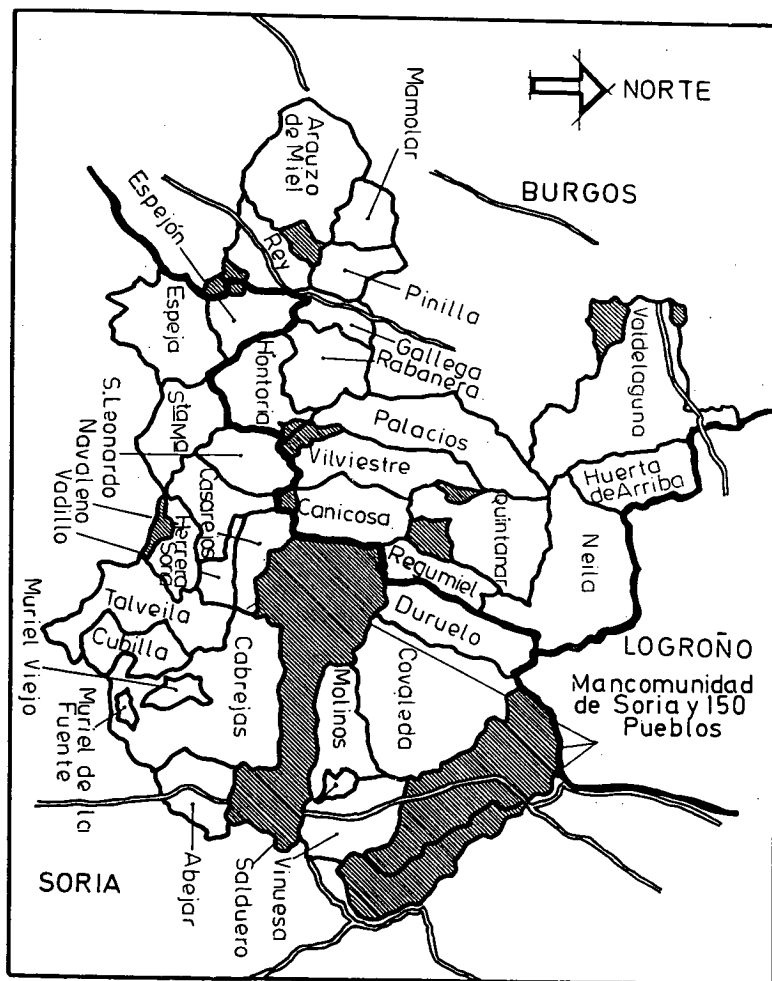 NORTE
BURGOS
Mamolar
Arauzo
de Miel
Espejón
Rey
Pinilla
Espeja
Gallega
Rabanera
Hontoria
Valdelaguna
S.Leonardo
Navaleno
Vadillo
Sta Mª
Palacios
Vilviestre
Huerta
de Arriba
Casarejos
Canicosa
Quintanar
Herrera
Soria
Neila
Regumiel
Talveila
Duruelo
Cubilla
Muriel Viejo
Cabrejas
Molinos
Covaleda
LOGROÑO
Mancomunidad
de Soria y 150
Pueblos
Muriel de la
Fuente
SORIA
Abejar
Salduero
Vinuesa